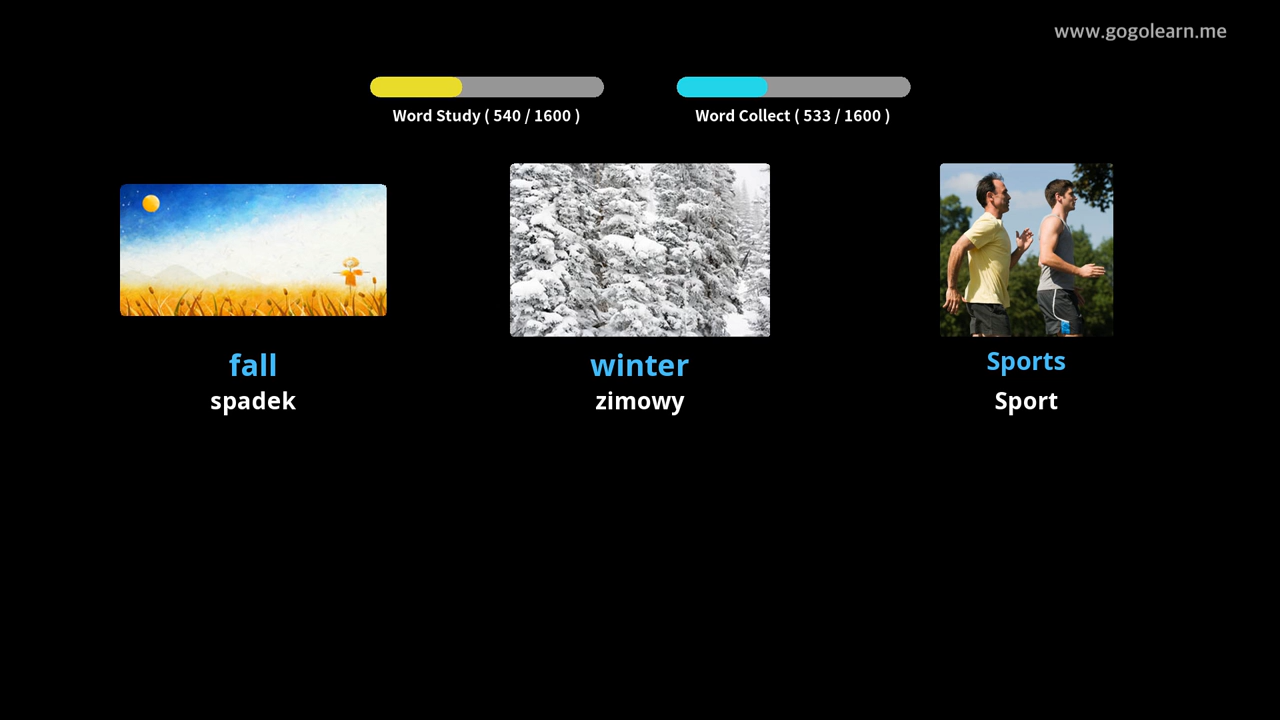 www.gogolearn.me
Word Study ( 540 / 1600 )
Word Collect ( 533 / 1600 )
fall
winter
Sports
spadek
zimowy
Sport